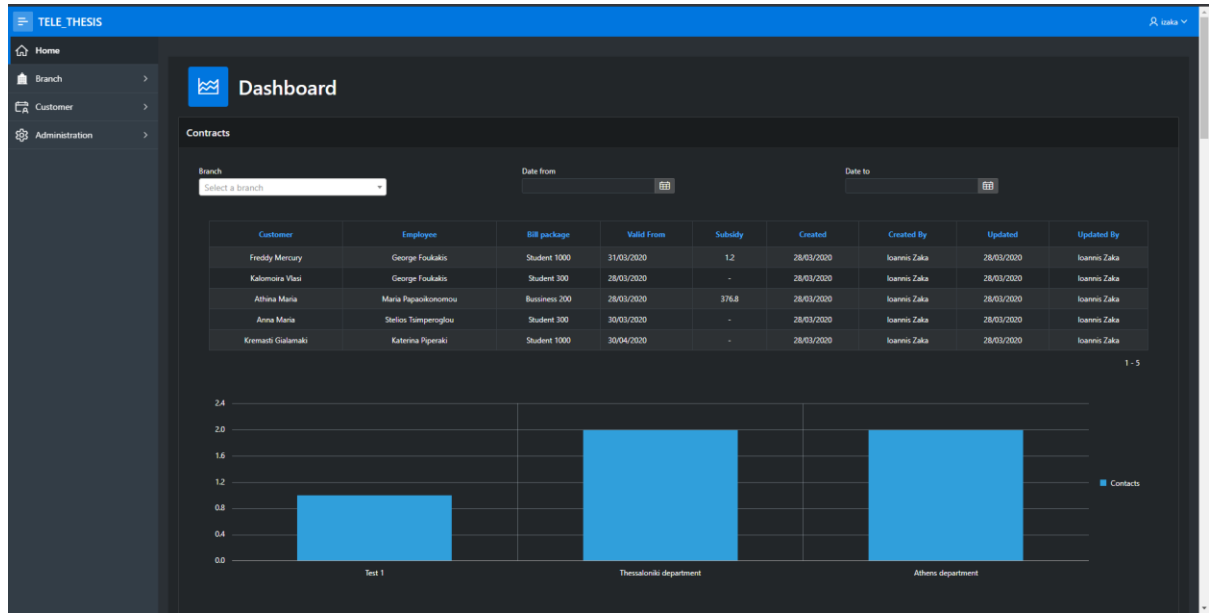 TELE_THESIS
izaka
Home
Branch
Customer
Administration
Dashboard
Contracts
Branch Date from Date to
Select a branch
Customer Employee Bill package Valid From Subsidy Created Created By Updated Updated By
Freddy Mercury George Foukakis Student 1000 31/03/2020 1.2 28/03/2020 Ioannis Zaka 28/03/2020 Ioannis Zaka
Kalomoira Vlasi George Foukakis Student 300 28/03/2020 - 28/03/2020 Ioannis Zaka 28/03/2020 Ioannis Zaka
Athina Maria Maria Papaoikonomou Bussiness 200 28/03/2020 376.8 28/03/2020 Ioannis Zaka 28/03/2020 Ioannis Zaka
Anna Maria Stelios Tsimperoglou Student 300 30/03/2020 - 28/03/2020 Ioannis Zaka 28/03/2020 Ioannis Zaka
Kremasti Gialamaki Katerina Piperaki Student 1000 30/04/2020 - 28/03/2020 Ioannis Zaka 28/03/2020 Ioannis Zaka
1 - 5
2.4
2.0
1.6
1.2
0.8
0.4
0.0
Contacts
Test 1 Thessaloniki department Athens department